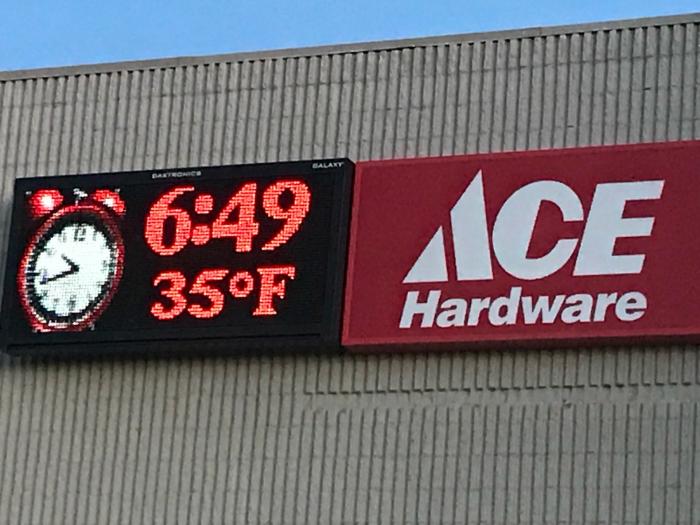 DAKTRONICS
GALAXY
6:49
35°F
ACE
Hardware